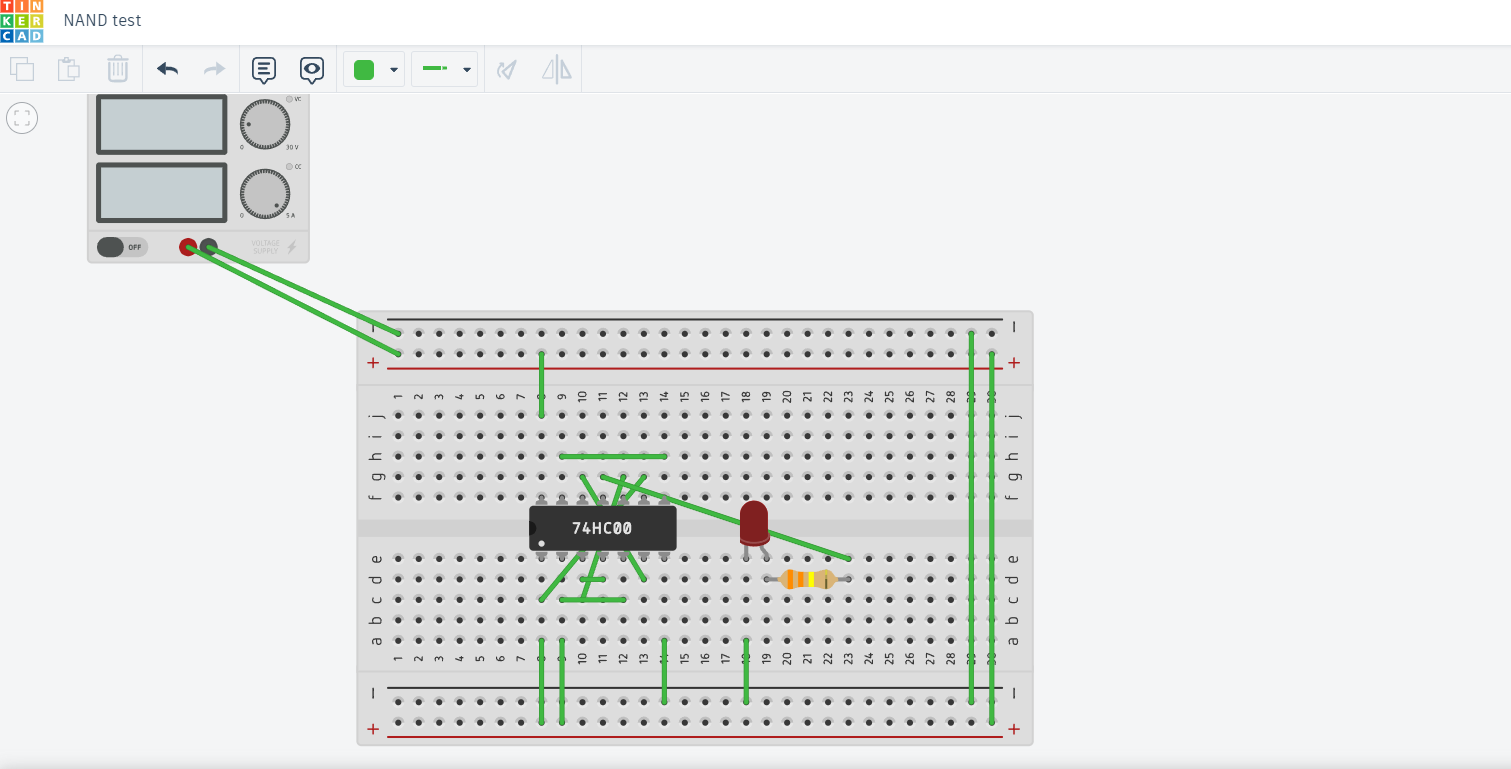 TIN
KER
CAD
NAND test
VC
0 30 V
CC
0 5 A
OFF
VOLTAGE
SUPPLY
+ +
1 2 3 4 5 6 7 8 9 10 11 12 13 14 15 16 17 18 19 20 21 22 23 24 25 26 27 28 29 30
j j
i i
h h
g g
f f
74HC00
e e
d d
c c
b b
a a
1 2 3 4 5 6 7 8 9 10 11 12 13 14 15 16 17 18 19 20 21 22 23 24 25 26 27 28 29 30
+ +